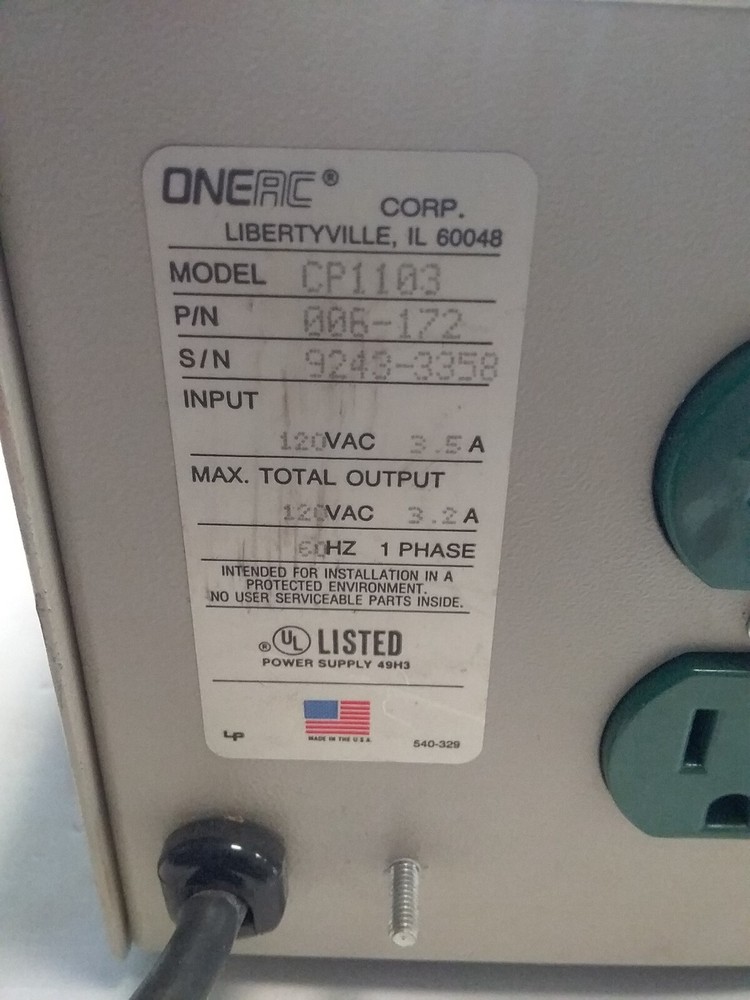 ONEAC®
CORP.
LIBERTYVILLE, IL 60048
MODEL CP1103
P/N 006-172
S/N 9243-3358
INPUT
120VAC 3.5 A
MAX. TOTAL OUTPUT
120VAC 3.2 A
60HZ 1 PHASE
INTENDED FOR INSTALLATION IN A
PROTECTED ENVIRONMENT.
NO USER SERVICEABLE PARTS INSIDE.
® UL LISTED
POWER SUPPLY 49H3
MADE IN THE U.S.A.
LP 540-329